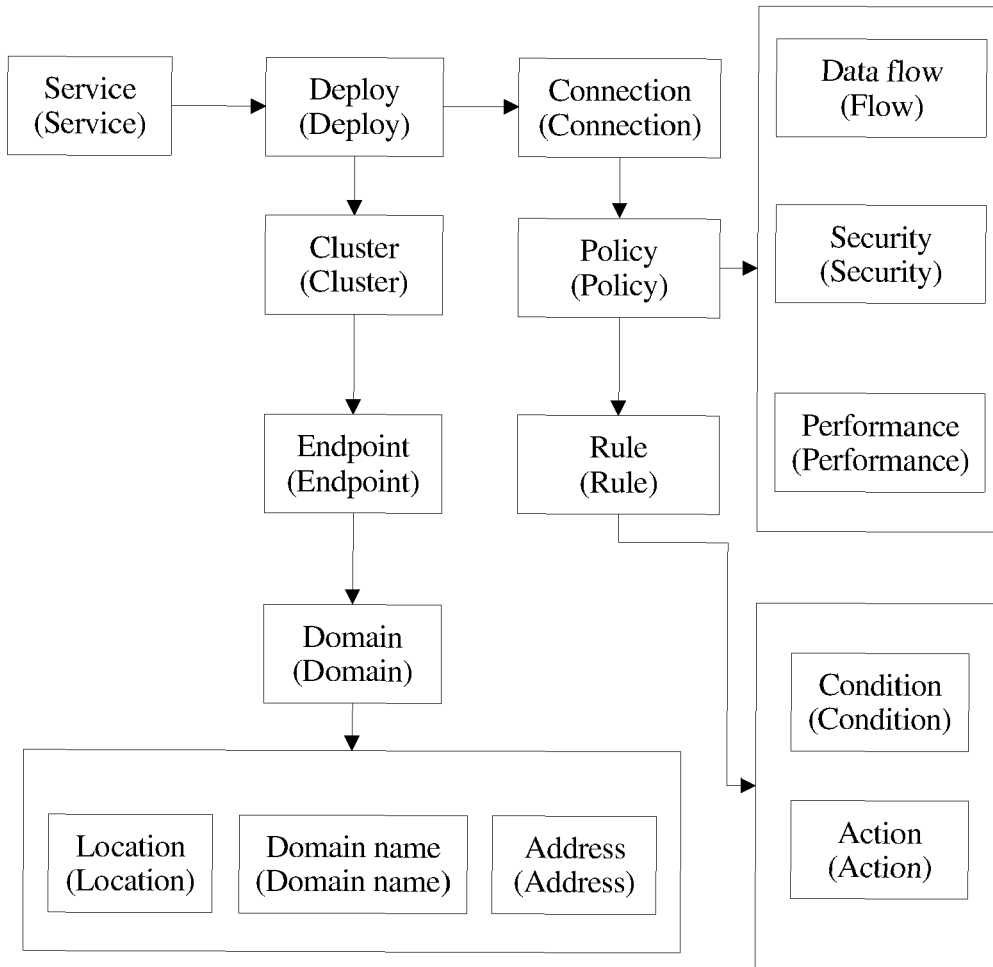 Service
(Service)
Deploy
(Deploy)
Connection
(Connection)
Data flow
(Flow)
Cluster
(Cluster)
Policy
(Policy)
Security
(Security)
Endpoint
(Endpoint)
Rule
(Rule)
Performance
(Performance)
Domain
(Domain)
Condition
(Condition)
Location
(Location)
Domain name
(Domain name)
Address
(Address)
Action
(Action)